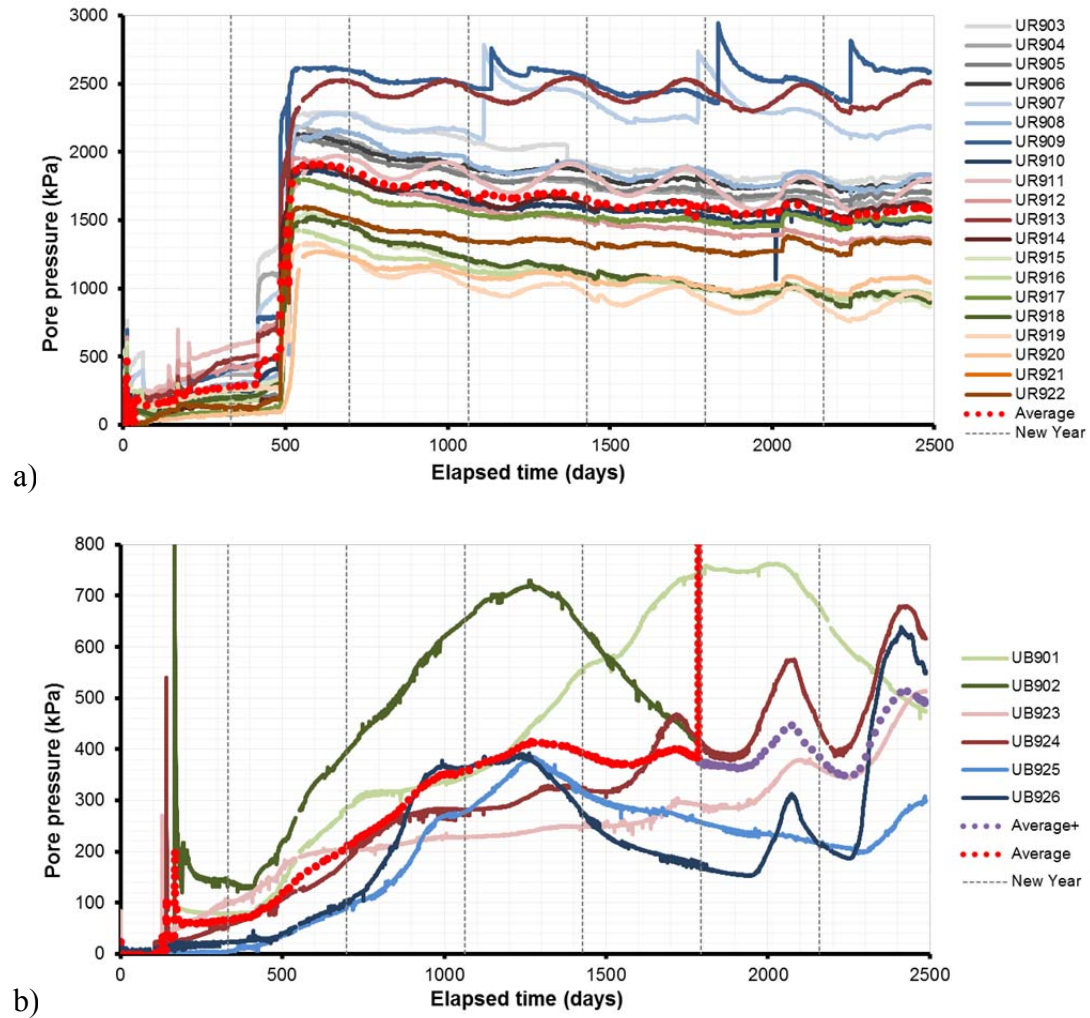 3000
2500
2000
1500
1000
500
0
Pore pressure (kPa)
0 500 1000 1500 2000 2500
Elapsed time (days)
UR903
UR904
UR905
UR906
UR907
UR908
UR909
UR910
UR911
UR912
UR913
UR914
UR915
UR916
UR917
UR918
UR919
UR920
UR921
UR922
Average
New Year
a)
800
700
600
500
400
300
200
100
0
Pore pressure (kPa)
0 500 1000 1500 2000 2500
Elapsed time (days)
UB901
UB902
UB923
UB924
UB925
UB926
Average+
Average
New Year
b)